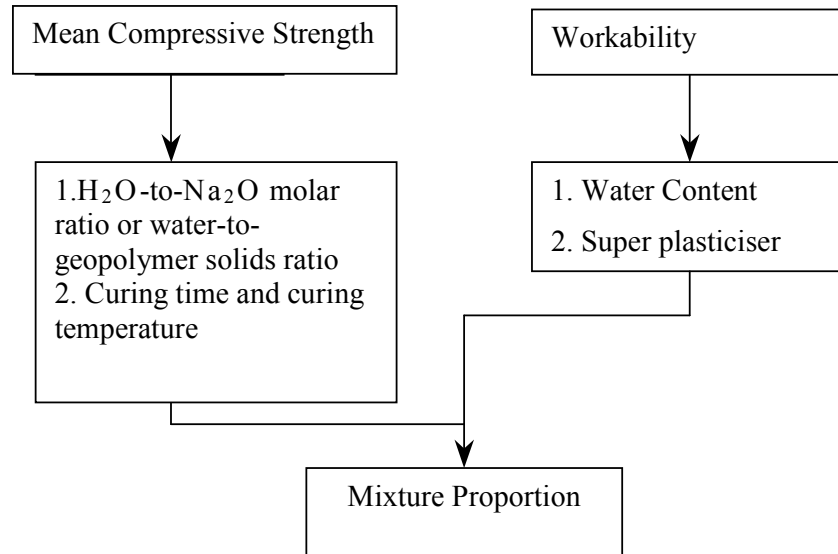 Mean Compressive Strength
Workability
1.H₂O-to-Na₂O molar
ratio or water-to-
geopolymer solids ratio
2. Curing time and curing
temperature
1. Water Content
2. Super plasticiser
Mixture Proportion